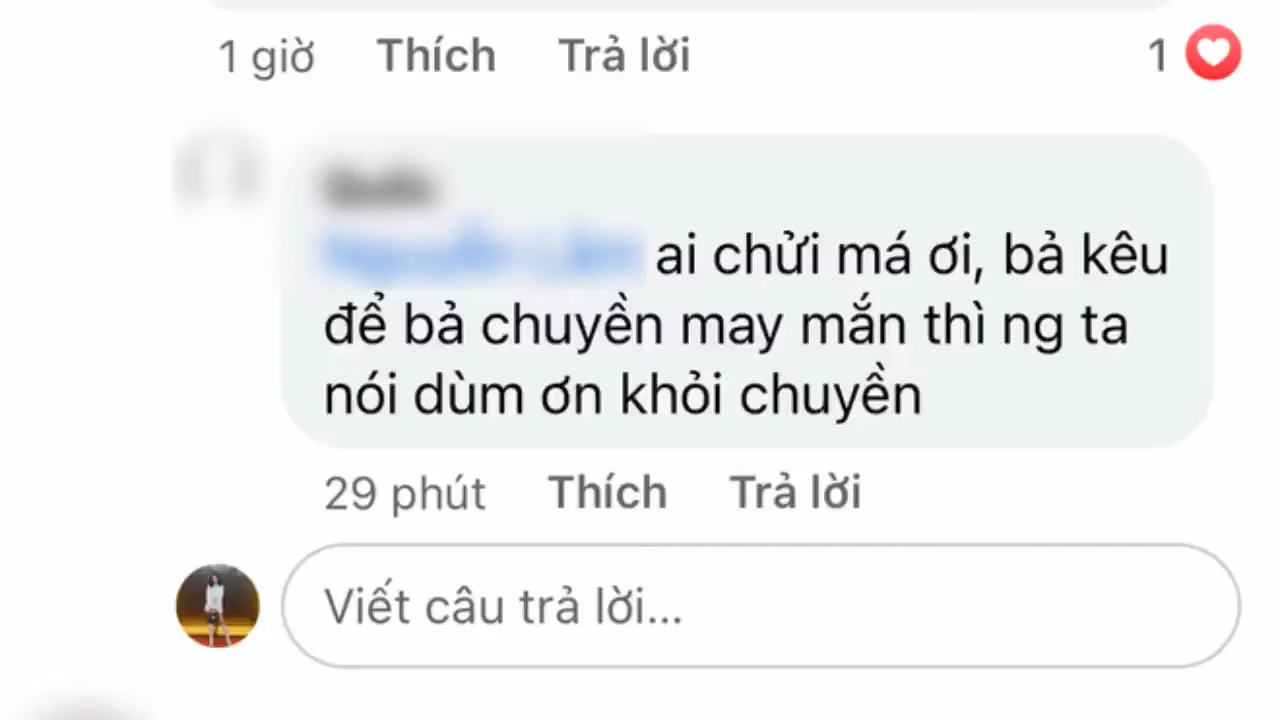 1 giờ Thích Trả lời 1
ai chửi má ơi, bả kêu
để bả chuyền may mắn thì ng ta
nói dùm ơn khỏi chuyền
29 phút Thích Trả lời
Viết câu trả lời...